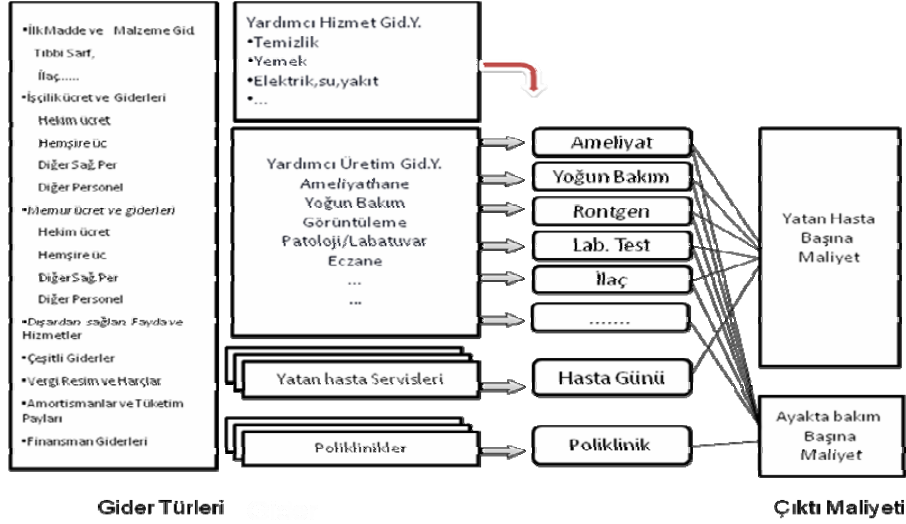 •İlk Madde ve Malzeme Gid.
Tıbbi Sarf,
İlaç......
•İşçilik ücret ve Giderleri
Hekim ücret
Hemşire üc
Diğer Sağ.Per
Diğer Personel
•Memur ücret ve giderleri
Hekim ücret
Hemşire üc
Diğer Sağ.Per
Diğer Personel
•Dışardan sağlan Fayda ve
Hizmetler
•Çeşitli Giderler
•Vergi Resim ve Harçlar
•Amortismanlar ve Tüketim
Payları
•Finansman Giderleri
Yardımcı Hizmet Gid.Y.
•Temizlik
•Yemek
•Elektrik,su,yakıt
•...
Yardımcı Üretim Gid.Y.
Ameliyathane
Yoğun Bakım
Görüntüleme
Patoloji/Labatuvar
Eczane
...
...
Yatan hasta Servisleri
Poliklinikler
Ameliyat
Yoğun Bakım
Rontgen
Lab. Test
İlaç
.......
Hasta Günü
Poliklinik
Yatan Hasta
Başına
Maliyet
Ayakta bakım
Başına
Maliyet
Gider Türleri
Çıktı Maliyeti